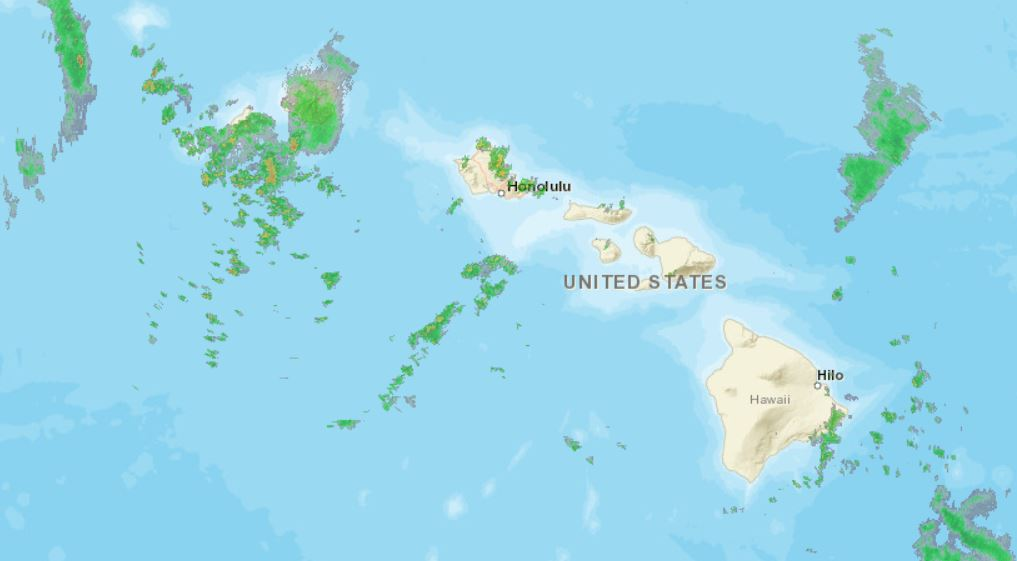 Honolulu
UNITED STATES
Hilo
Hawaii